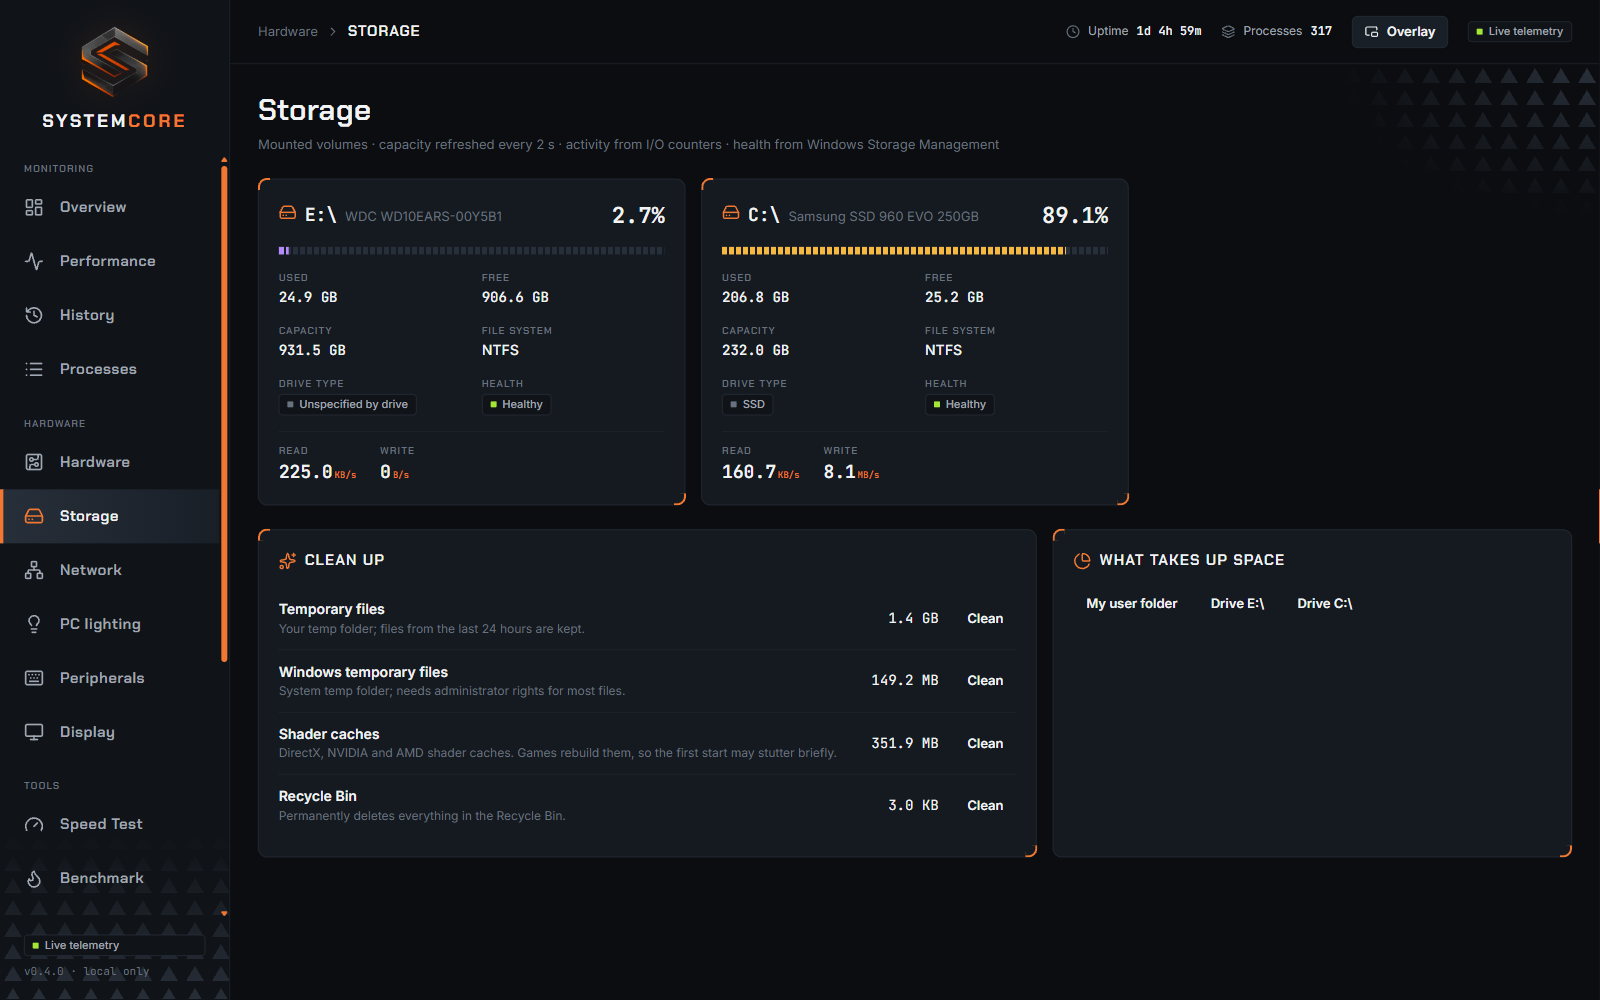 SYSTEMCORE
MONITORING
Overview
Performance
History
Processes
HARDWARE
Hardware
Storage
Network
PC lighting
Peripherals
Display
TOOLS
Speed Test
Benchmark
Live telemetry
v0.4.0 · local only
Hardware > STORAGE
Uptime 1d 4h 59m
Processes 317
Overlay
Live telemetry
Storage
Mounted volumes · capacity refreshed every 2 s · activity from I/O counters · health from Windows Storage Management
E:\ WDC WD10EARS-00Y5B1 2.7%
USED FREE
24.9 GB 906.6 GB
CAPACITY FILE SYSTEM
931.5 GB NTFS
DRIVE TYPE HEALTH
Unspecified by drive Healthy
READ WRITE
225.0 KB/s 0 B/s
C:\ Samsung SSD 960 EVO 250GB 89.1%
USED FREE
206.8 GB 25.2 GB
CAPACITY FILE SYSTEM
232.0 GB NTFS
DRIVE TYPE HEALTH
SSD Healthy
READ WRITE
160.7 KB/s 8.1 MB/s
CLEAN UP
Temporary files
Your temp folder; files from the last 24 hours are kept.
1.4 GB Clean
Windows temporary files
System temp folder; needs administrator rights for most files.
149.2 MB Clean
Shader caches
DirectX, NVIDIA and AMD shader caches. Games rebuild them, so the first start may stutter briefly.
351.9 MB Clean
Recycle Bin
Permanently deletes everything in the Recycle Bin.
3.0 KB Clean
WHAT TAKES UP SPACE
My user folder Drive E:\ Drive C:\